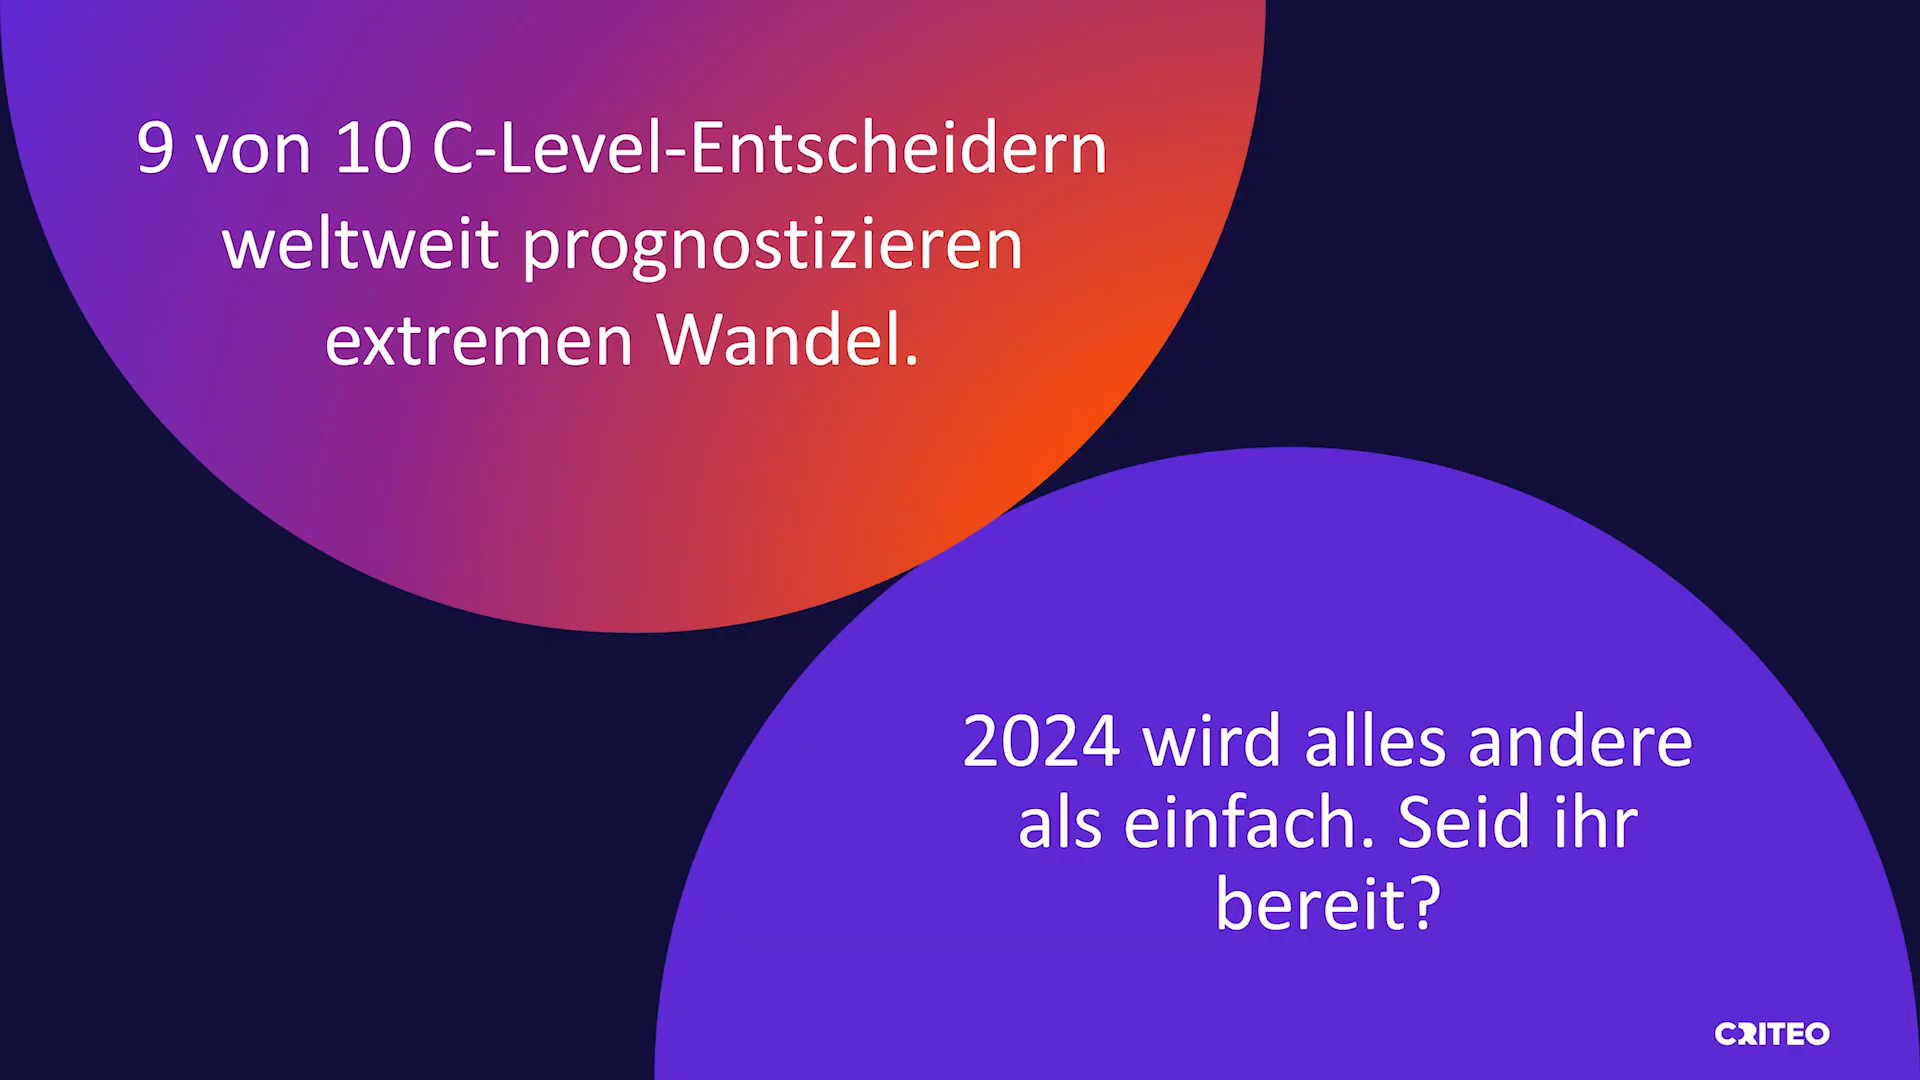 9 von 10 C-Level-Entscheidern
weltweit prognostizieren
extremen Wandel.
2024 wird alles andere
als einfach. Seid ihr
bereit?
CRITEO